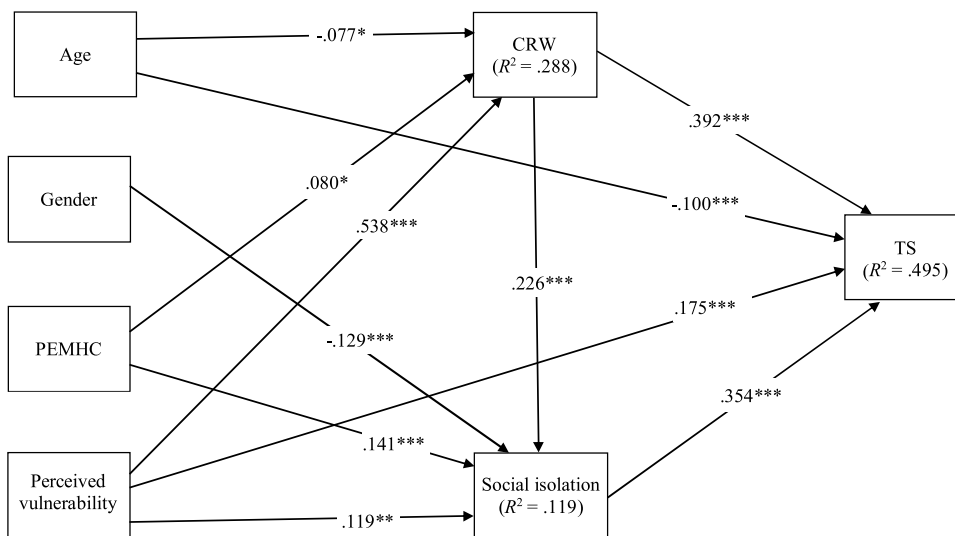 Age
-.077*
CRW
(R² = .288)
.392***
Gender
.080*
-.100***
.538***
TS
(R² = .495)
.226***
.175***
PEMHC
-.129***
.354***
.141***
Perceived
vulnerability
Social isolation
(R² = .119)
.119**